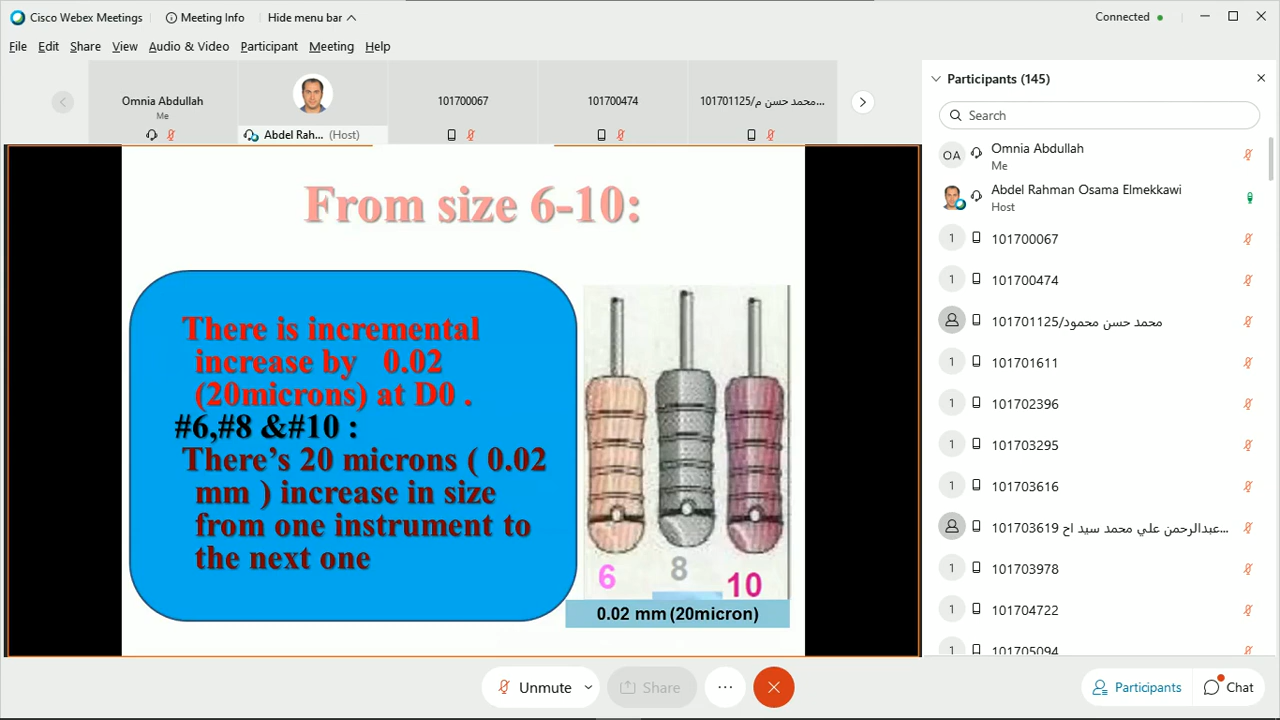 Cisco Webex Meetings
Meeting Info
Hide menu bar
Connected
File Edit Share View Audio & Video Participant Meeting Help
Omnia Abdullah
Me
Abdel Rah... (Host)
101700067
101700474
101701125/محمد حسن م...
From size 6-10:
There is incremental
increase by 0.02
(20microns) at D0 .
#6,#8 &#10 :
There’s 20 microns ( 0.02
mm ) increase in size
from one instrument to
the next one
6
8
10
0.02 mm (20micron)
Participants (145)
Search
OA
Omnia Abdullah
Me
Abdel Rahman Osama Elmekkawi
Host
1 101700067
1 101700474
101701125/محمد حسن محمود
1 101701611
1 101702396
1 101703295
1 101703616
101703619 عبدالرحمن علي محمد سيد اح...
1 101703978
1 101704722
1 101705094
Unmute
Share
Participants
Chat